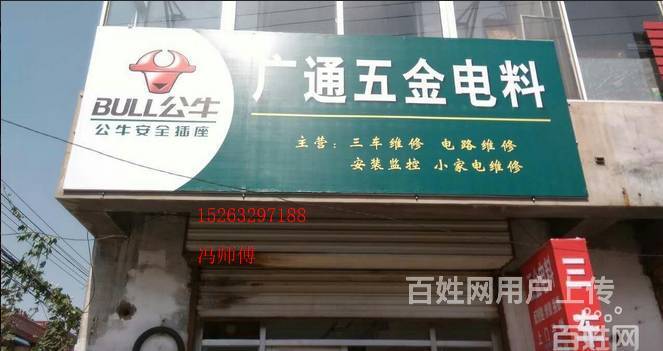 广通五金电料
BULL公牛
公牛安全插座
主营：三车维修 电路维修
安装监控 小家电维修
15263297188
冯师傅
三车
百姓网用户上传
百姓网